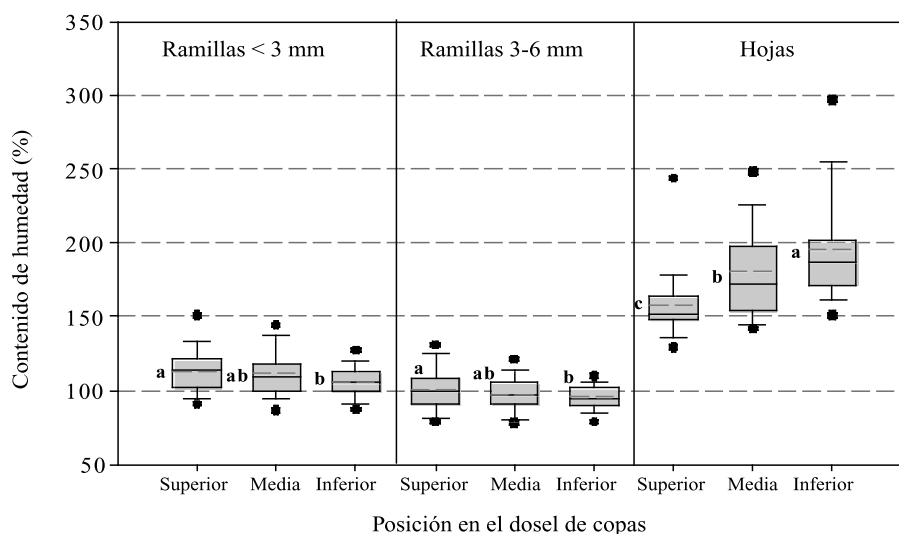 Ramillas < 3 mm
Ramillas 3-6 mm
Hojas
Contenido de humedad (%)
350
300
250
200
150
100
50
a
ab
b
a
ab
b
c
b
a
Superior Media Inferior Superior Media Inferior Superior Media Inferior
Posición en el dosel de copas